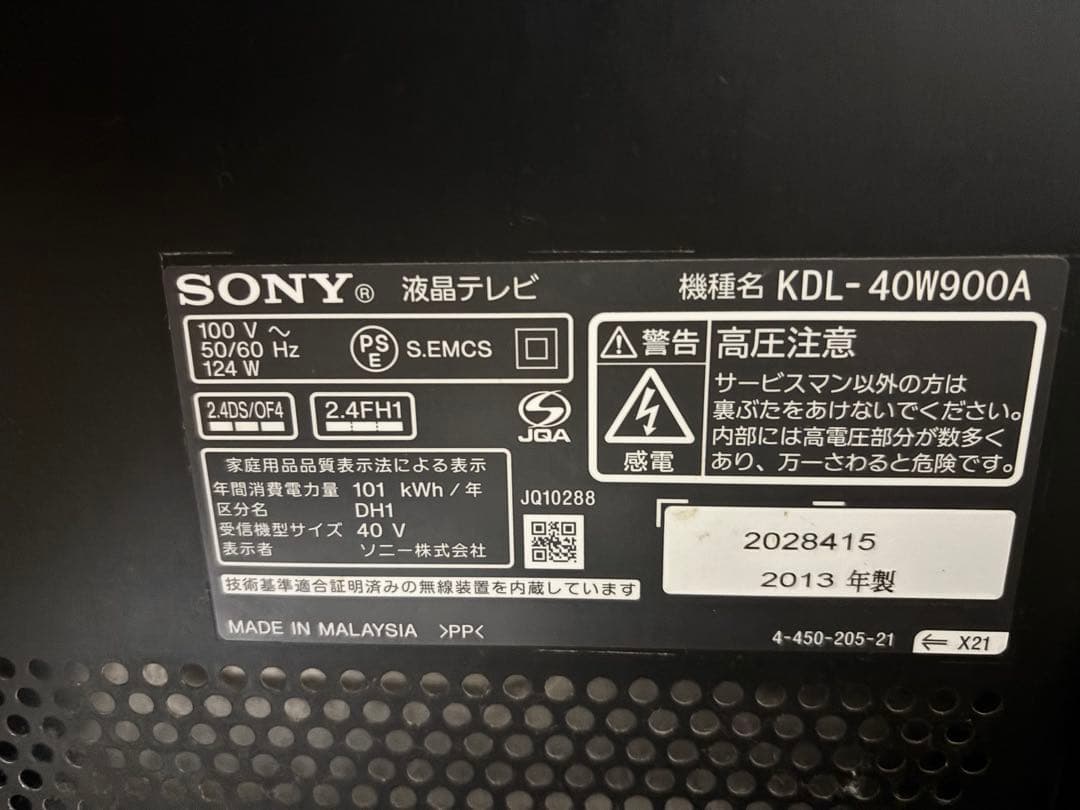 SONY® 液晶テレビ
機種名 KDL-40W900A
100 V ～
50/60 Hz
124 W
PS
E
S.EMCS
2.4DS/OF4
2.4FH1
JQA
警告
高圧注意
感電
サービスマン以外の方は
裏ぶたをあけないでください。
内部には高電圧部分が数多く
あり、万一さわると危険です。
家庭用品品質表示法による表示
年間消費電力量 101 kWh/年
区分名 DH1
受信機型サイズ 40 V
表示者 ソニー株式会社
JQ10288
2028415
2013 年製
技術基準適合証明済みの無線装置を内蔵しています
MADE IN MALAYSIA >PP<
4-450-205-21
⇐ X21